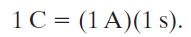 1 C = (1 A)(1 s).